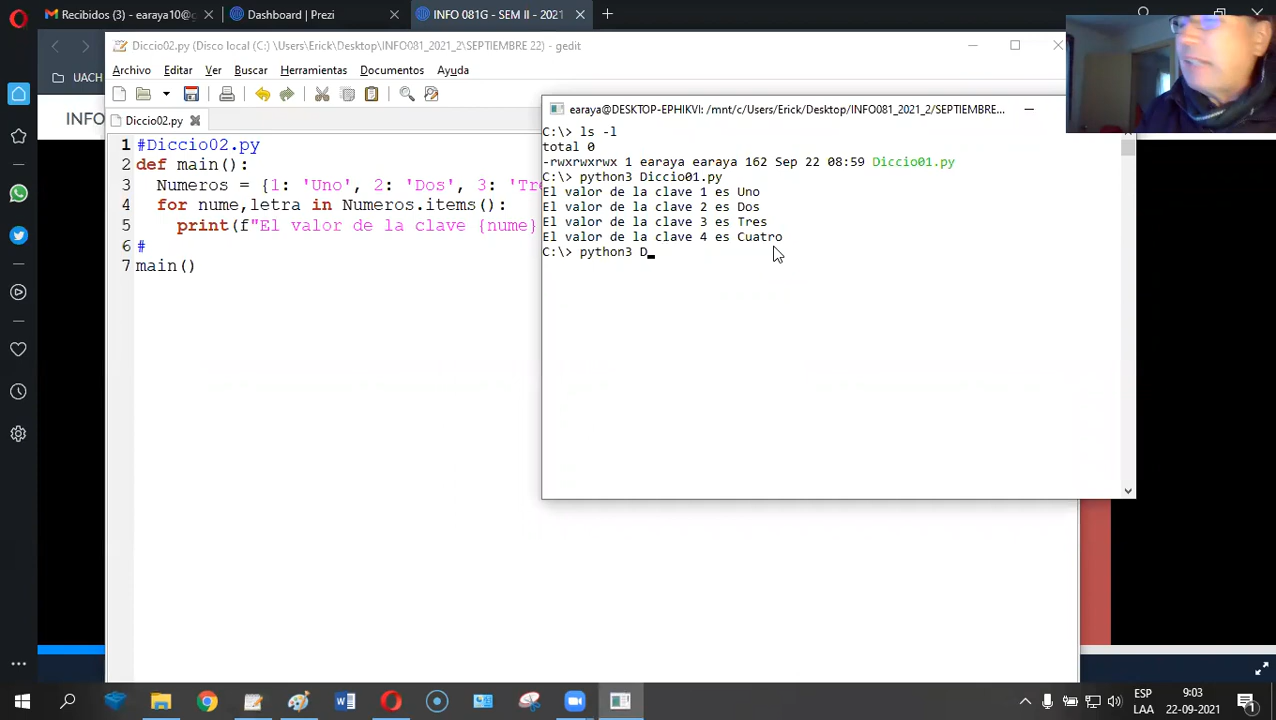 Recibidos (3) - earaya10@g
Dashboard | Prezi
INFO 081G - SEM II - 2021
Diccio02.py (Disco local (C:) \Users\Erick\Desktop\INFO081_2021_2\SEPTIEMBRE 22) - gedit
UACH
Archivo Editar Ver Buscar Herramientas Documentos Ayuda
INFO
Diccio02.py
1 #Diccio02.py
2 def main():
3 Numeros = {1: 'Uno', 2: 'Dos', 3: 'Tre
4 for nume,letra in Numeros.items():
5 print(f"El valor de la clave {nume}
6 #
7 main()
earaya@DESKTOP-EPHIKVI: /mnt/c/Users/Erick/Desktop/INFO081_2021_2/SEPTIEMBRE...
C:\> ls -l
total 0
-rwxrwxrwx 1 earaya earaya 162 Sep 22 08:59 Diccio01.py
C:\> python3 Diccio01.py
El valor de la clave 1 es Uno
El valor de la clave 2 es Dos
El valor de la clave 3 es Tres
El valor de la clave 4 es Cuatro
C:\> python3 D_
ESP
LAA
9:03
22-09-2021
1